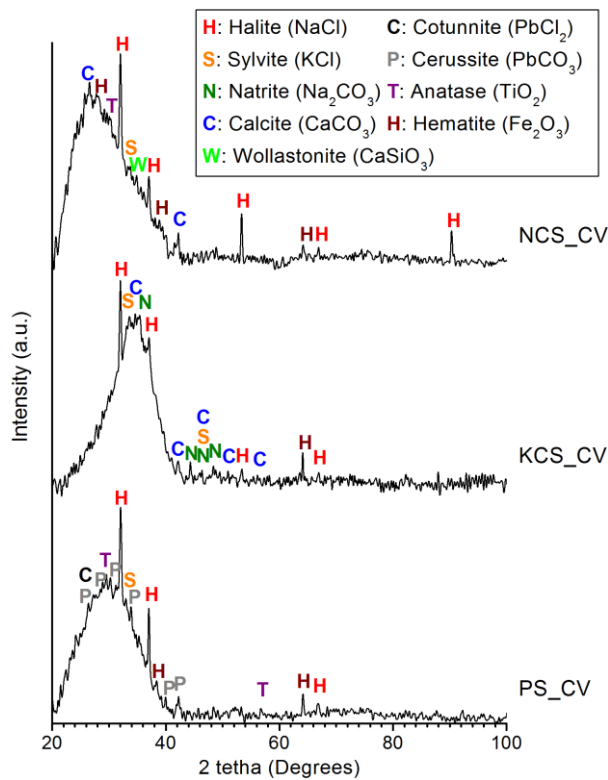 H: Halite (NaCl) C: Cotunnite (PbCl₂)
S: Sylvite (KCl) P: Cerussite (PbCO₃)
N: Natrite (Na₂CO₃) T: Anatase (TiO₂)
C: Calcite (CaCO₃) H: Hematite (Fe₂O₃)
W: Wollastonite (CaSiO₃)
H
C H
T
S
W H
H
C
H
H H
H
NCS_CV
H
C
S N
H
C
S
C N N N C H C
H H
KCS_CV
H
T
C P P
P
S
P
H
H
P P
T
H H
PS_CV
Intensity (a.u.)
20 40 60 80 100
2 tetha (Degrees)